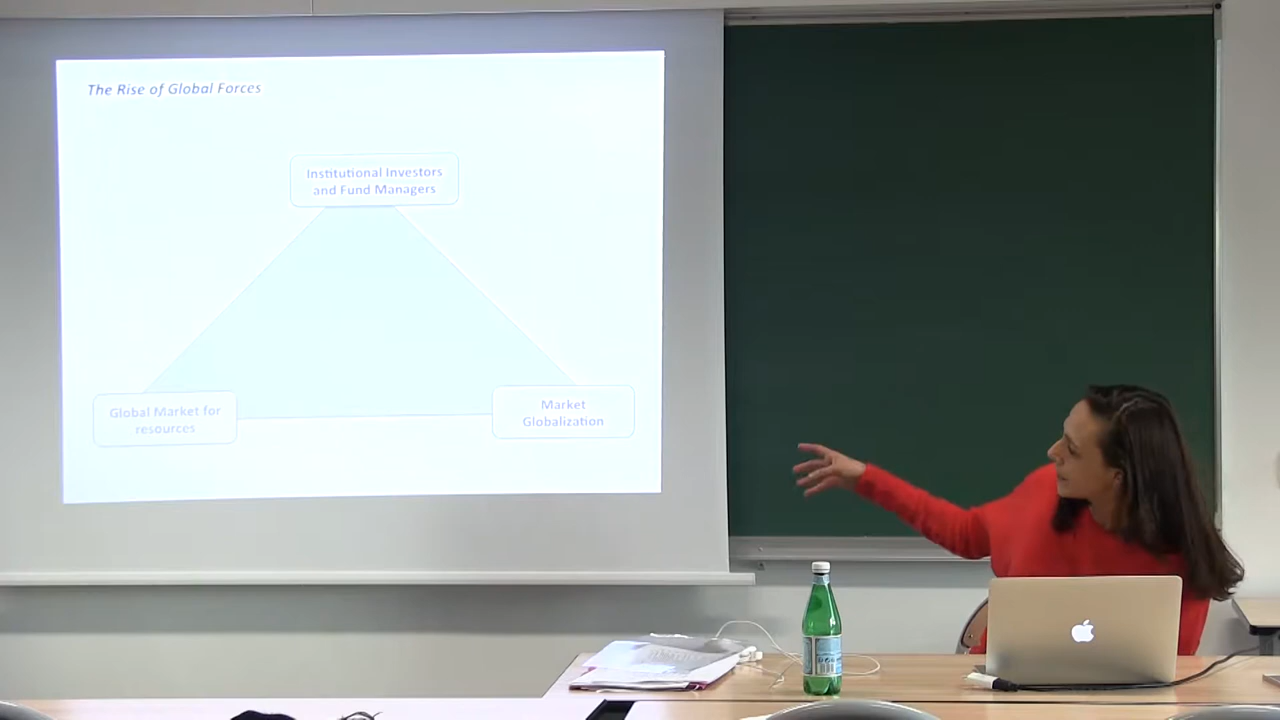 The Rise of Global Forces
Institutional Investors
and Fund Managers
Global Market for
resources
Market
Globalization